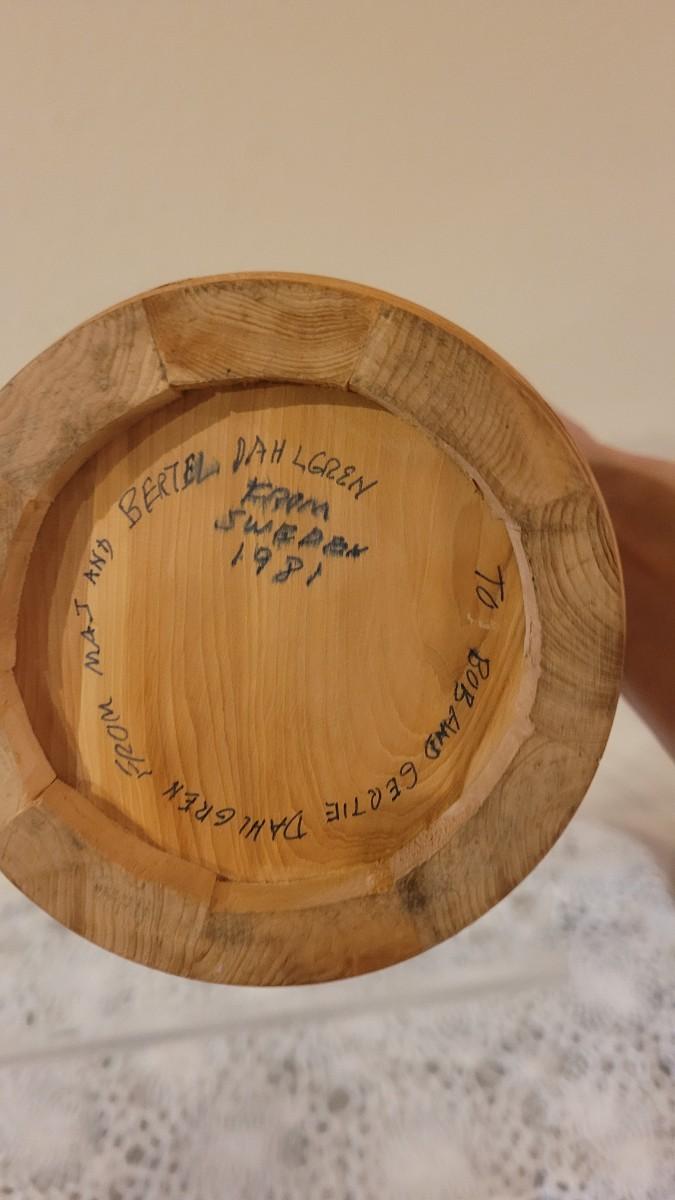 TO BOB AND GERTIE DAHLGREN
FROM MAJ AND BERTEL DAHLGREN
FROM
SWEDEN
1981